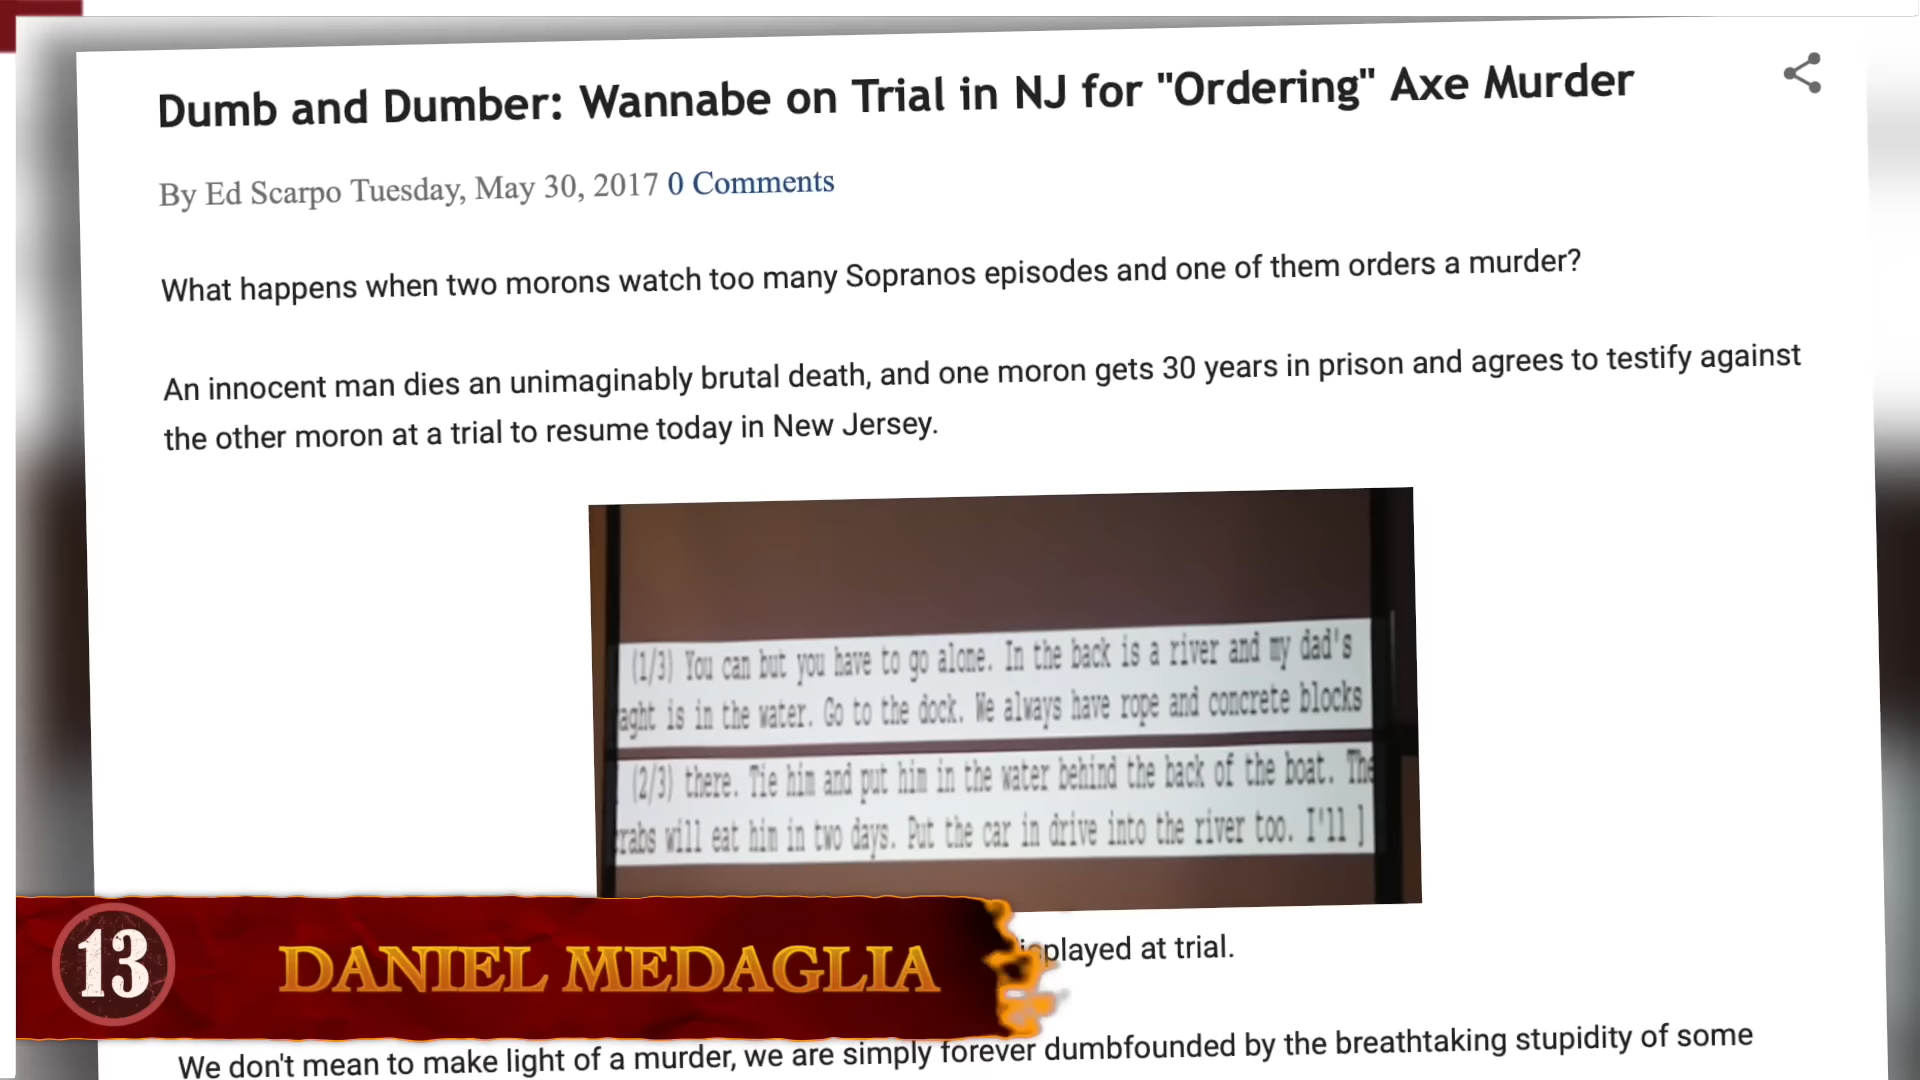 Dumb and Dumber: Wannabe on Trial in NJ for "Ordering" Axe Murder
By Ed Scarpo Tuesday, May 30, 2017 0 Comments
What happens when two morons watch too many Sopranos episodes and one of them orders a murder?
An innocent man dies an unimaginably brutal death, and one moron gets 30 years in prison and agrees to testify against
the other moron at a trial to resume today in New Jersey.
(1/3) You can but you have to go alone. In the back is a river and my dad's
aght is in the water. Go to the dock. We always have rope and concrete blocks
(2/3) there. Tie him and put him in the water behind the back of the boat. The
rabs will eat him in two days. Put the car in drive into the river too. I'll ]
splayed at trial.
13
DANIEL MEDAGLIA
We don't mean to make light of a murder, we are simply forever dumbfounded by the breathtaking stupidity of some